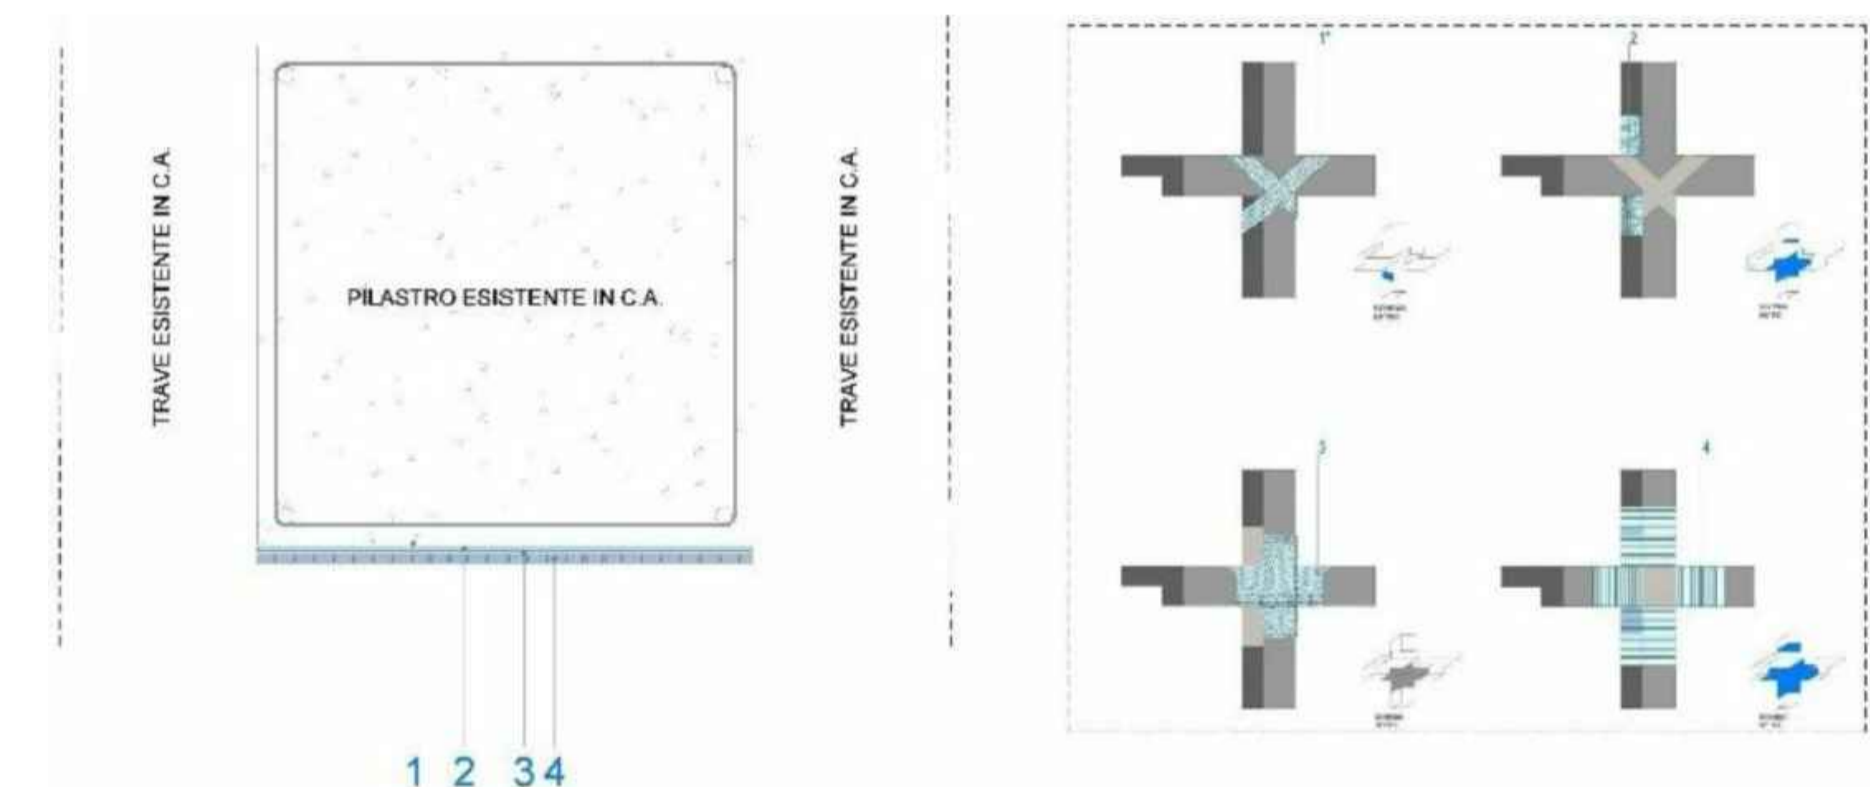 TRAVE ESISTENTE IN C.A.
PILASTRO ESISTENTE IN C.A.
TRAVE ESISTENTE IN C.A.
1 2 3 4
1*
2
3
4